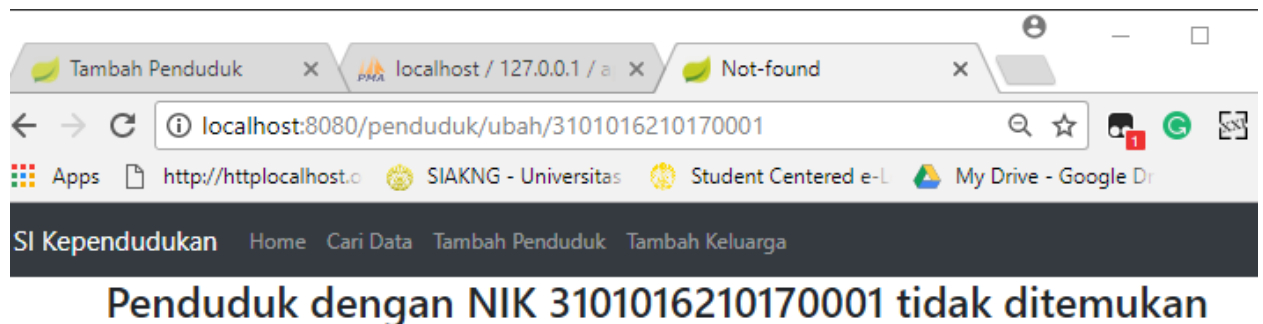 Tambah Penduduk localhost / 127.0.0.1 / a Not-found
localhost:8080/penduduk/ubah/3101016210170001
1
Apps http://httplocalhost.o SIAKNG - Universitas Student Centered e-L My Drive - Google Dr
SI Kependudukan Home Cari Data Tambah Penduduk Tambah Keluarga
Penduduk dengan NIK 3101016210170001 tidak ditemukan